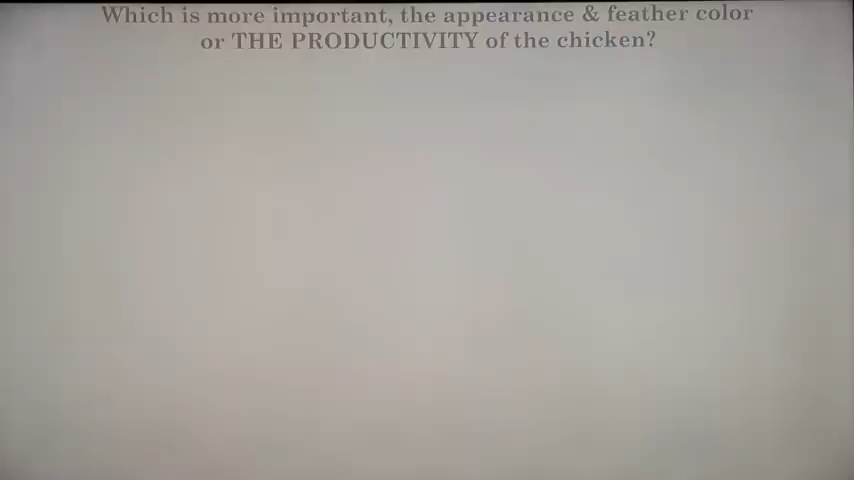 Which is more important, the appearance & feather color
or THE PRODUCTIVITY of the chicken?